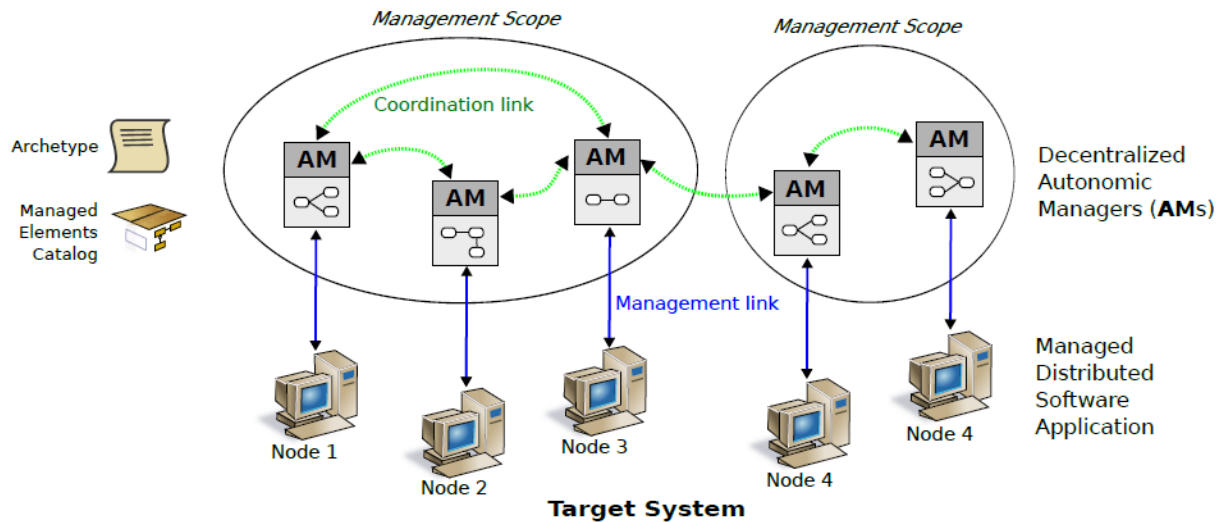 Management Scope
Management Scope
Coordination link
Archetype
AM
AM
AM
AM
AM
Decentralized
Autonomic
Managers (AMs)
Managed
Elements
Catalog
Management link
Managed
Distributed
Software
Application
Node 1
Node 2
Node 3
Node 4
Node 4
Target System